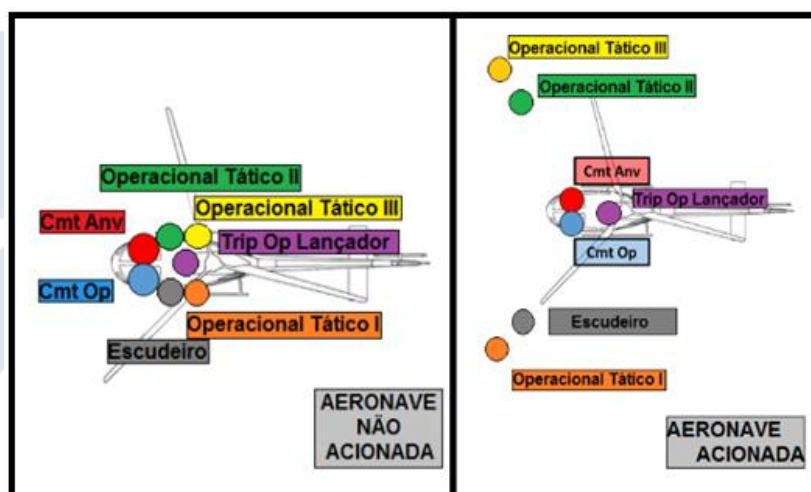 Operacional Tático II
Operacional Tático III
Cmt Anv
Trip Op Lançador
Cmt Op
Operacional Tático I
Escudeiro
AERONAVE
NÃO
ACIONADA
Operacional Tático III
Operacional Tático II
Cmt Anv
Trip Op Lançador
Cmt Op
Escudeiro
Operacional Tático I
AERONAVE
ACIONADA